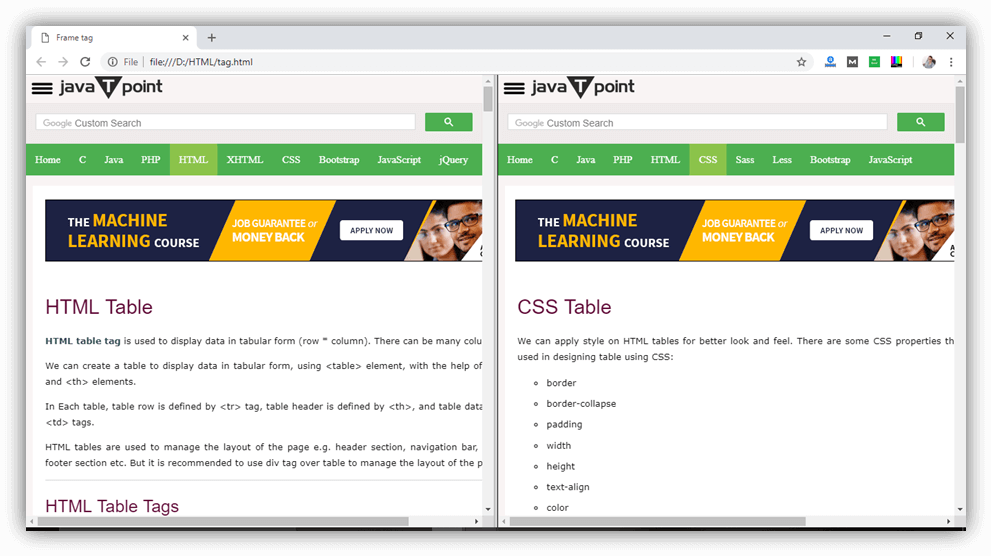 Frame tag
File file:///D:/HTML/tag.html
javaTpoint
Google Custom Search
Home C Java PHP HTML XHTML CSS Bootstrap JavaScript jQuery
THE MACHINE
LEARNING COURSE
JOB GUARANTEE or
MONEY BACK
APPLY NOW
HTML Table
HTML table tag is used to display data in tabular form (row * column). There can be many colu
We can create a table to display data in tabular form, using <table> element, with the help of
and <th> elements.
In Each table, table row is defined by <tr> tag, table header is defined by <th>, and table data
<td> tags.
HTML tables are used to manage the layout of the page e.g. header section, navigation bar,
footer section etc. But it is recommended to use div tag over table to manage the layout of the p
HTML Table Tags
javaTpoint
Google Custom Search
Home C Java PHP HTML CSS Sass Less Bootstrap JavaScript
THE MACHINE
LEARNING COURSE
JOB GUARANTEE or
MONEY BACK
APPLY NOW
CSS Table
We can apply style on HTML tables for better look and feel. There are some CSS properties th
used in designing table using CSS:
border
border-collapse
padding
width
height
text-align
color